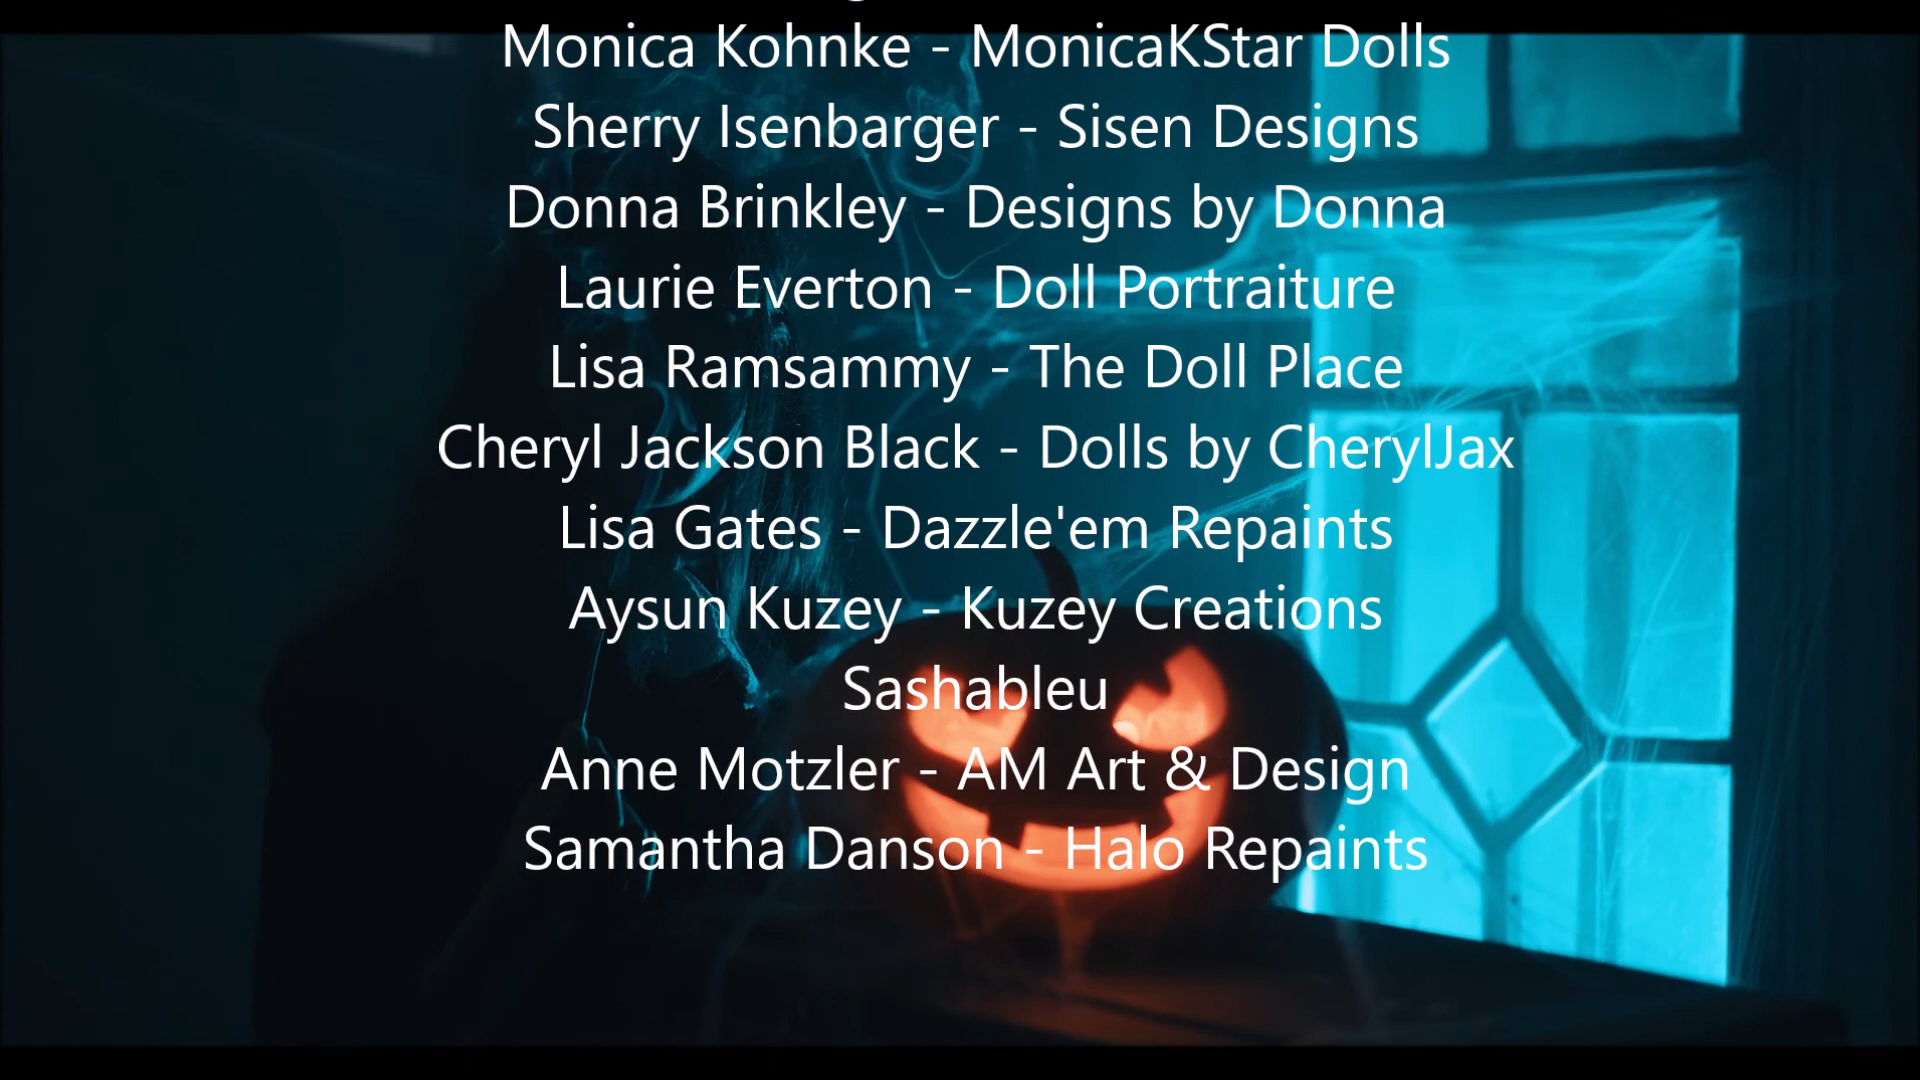 Monica Kohnke - MonicaKStar Dolls
Sherry Isenbarger - Sisen Designs
Donna Brinkley - Designs by Donna
Laurie Everton - Doll Portraiture
Lisa Ramsammy - The Doll Place
Cheryl Jackson Black - Dolls by CherylJax
Lisa Gates - Dazzle'em Repaints
Aysun Kuzey - Kuzey Creations
Sashableu
Anne Motzler - AM Art & Design
Samantha Danson - Halo Repaints